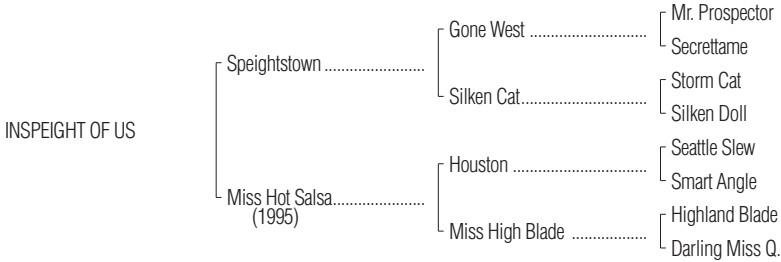 Mr. Prospector
Gone West ...........................
Secrettame
Speightstown .......................
Storm Cat
Silken Cat.............................
Silken Doll
INSPEIGHT OF US
Seattle Slew
Houston ...............................
Smart Angle
Miss Hot Salsa.....................
(1995)
Highland Blade
Miss High Blade .................
Darling Miss Q.